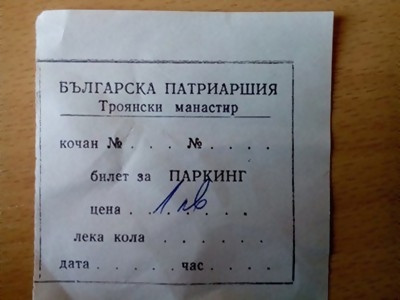 БЪЛГАРСКА ПАТРИАРШИЯ
Троянски манастир
кочан № . . . № . . . .
билет за ПАРКИНГ
цена . 1 лв . . . .
лека кола . . . . . .
дата . . . . . час . . . .